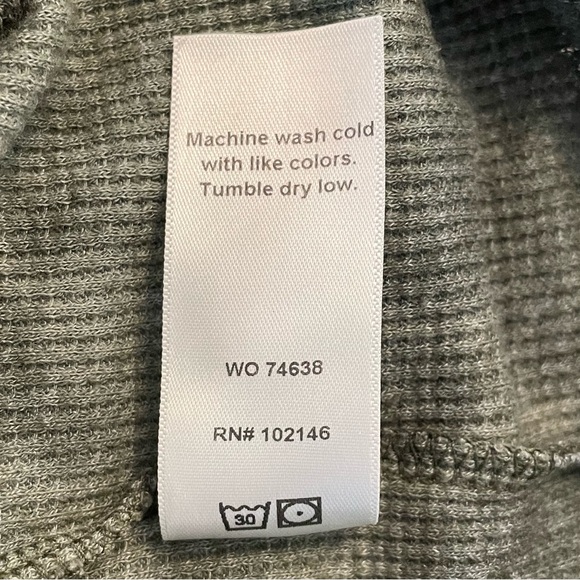 Machine wash cold
with like colors.
Tumble dry low.
WO 74638
RN# 102146
30